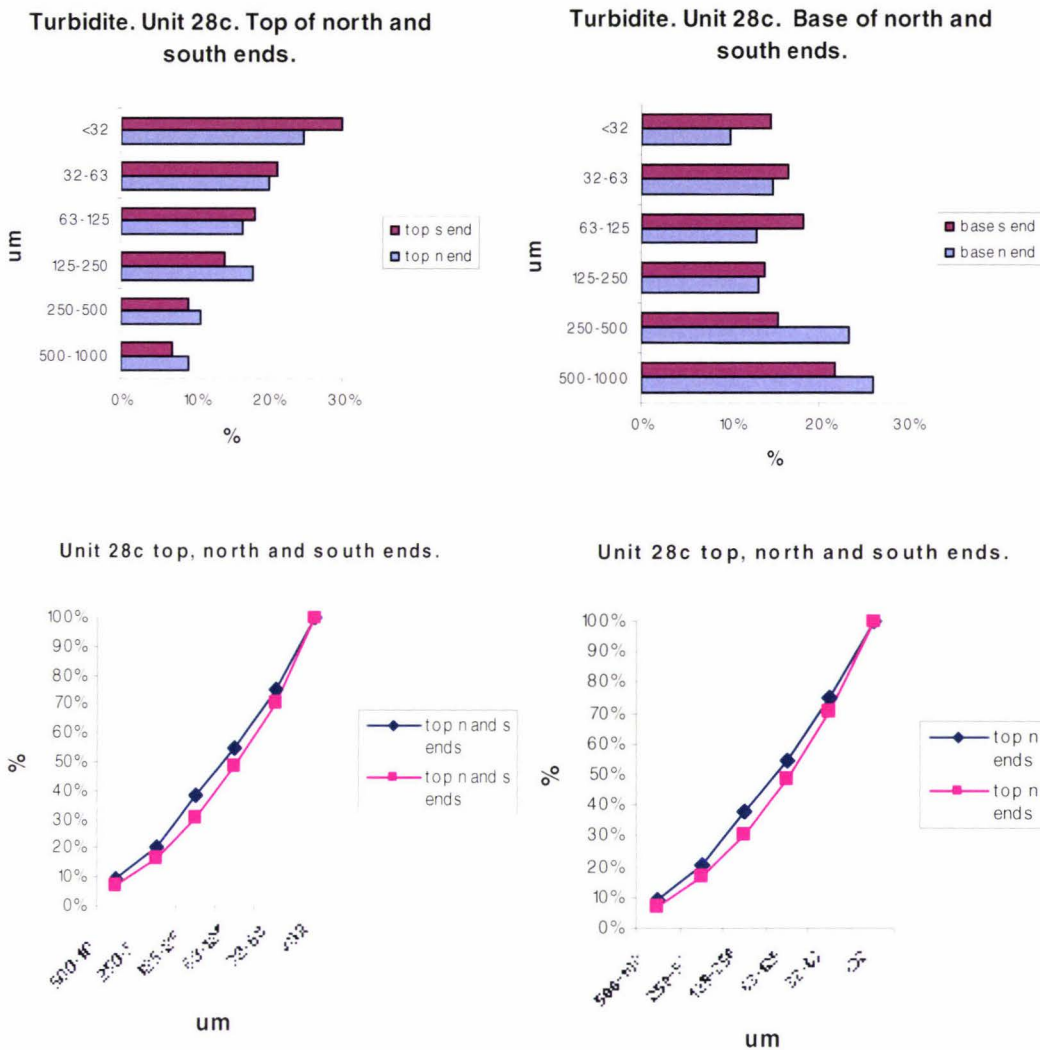 Turbidite. Unit 28c. Top of north and
south ends.
um
<32
32-63
63-125
125-250
250-500
500-1000
0% 10% 20% 30%
%
top s end
top n end
Turbidite. Unit 28c. Base of north and
south ends.
um
<32
32-63
63-125
125-250
250-500
500-1000
0% 10% 20% 30%
%
base s end
base n end
Unit 28c top, north and south ends.
%
100%
90%
80%
70%
60%
50%
40%
30%
20%
10%
0%
um
top n and s
ends
top n and s
ends
Unit 28c top, north and south ends.
%
100%
90%
80%
70%
60%
50%
40%
30%
20%
10%
0%
um
top n
ends
top n
ends